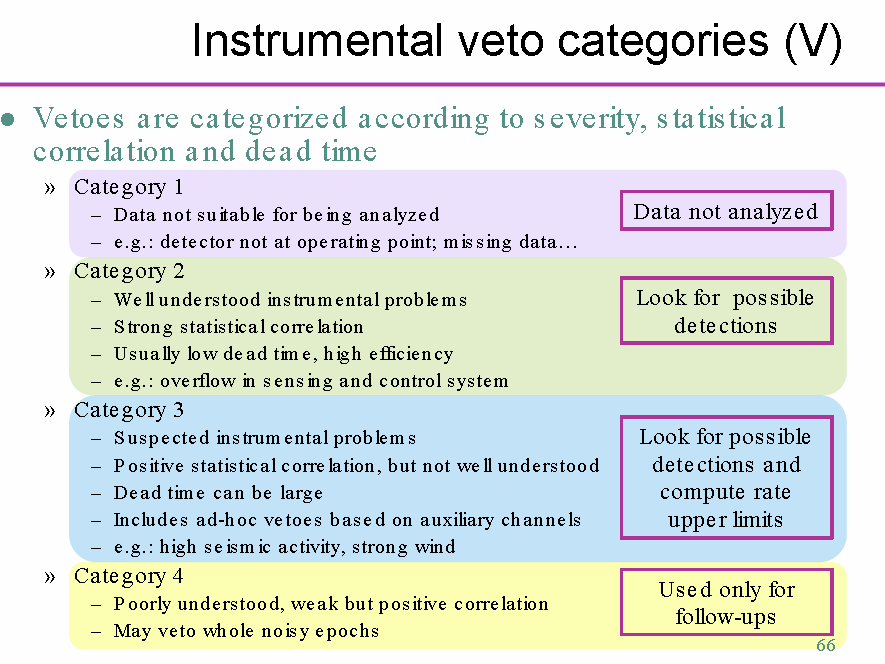 Instrumental veto categories (V)
● Vetoes are categorized according to severity, statistical
correlation and dead time
» Category 1
– Data not suitable for being analyzed
– e.g.: detector not at operating point; missing data…
Data not analyzed
» Category 2
– Well understood instrumental problems
– Strong statistical correlation
– Usually low dead time, high efficiency
– e.g.: overflow in sensing and control system
Look for possible
detections
» Category 3
– Suspected instrumental problems
– Positive statistical correlation, but not well understood
– Dead time can be large
– Includes ad-hoc vetoes based on auxiliary channels
– e.g.: high seismic activity, strong wind
Look for possible
detections and
compute rate
upper limits
» Category 4
– Poorly understood, weak but positive correlation
– May veto whole noisy epochs
Used only for
follow-ups
66